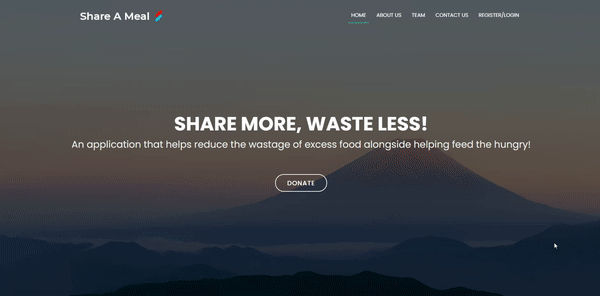 Share A Meal
HOME ABOUT US TEAM CONTACT US REGISTER/LOGIN
SHARE MORE, WASTE LESS!
An application that helps reduce the wastage of excess food alongside helping feed the hungry!
DONATE